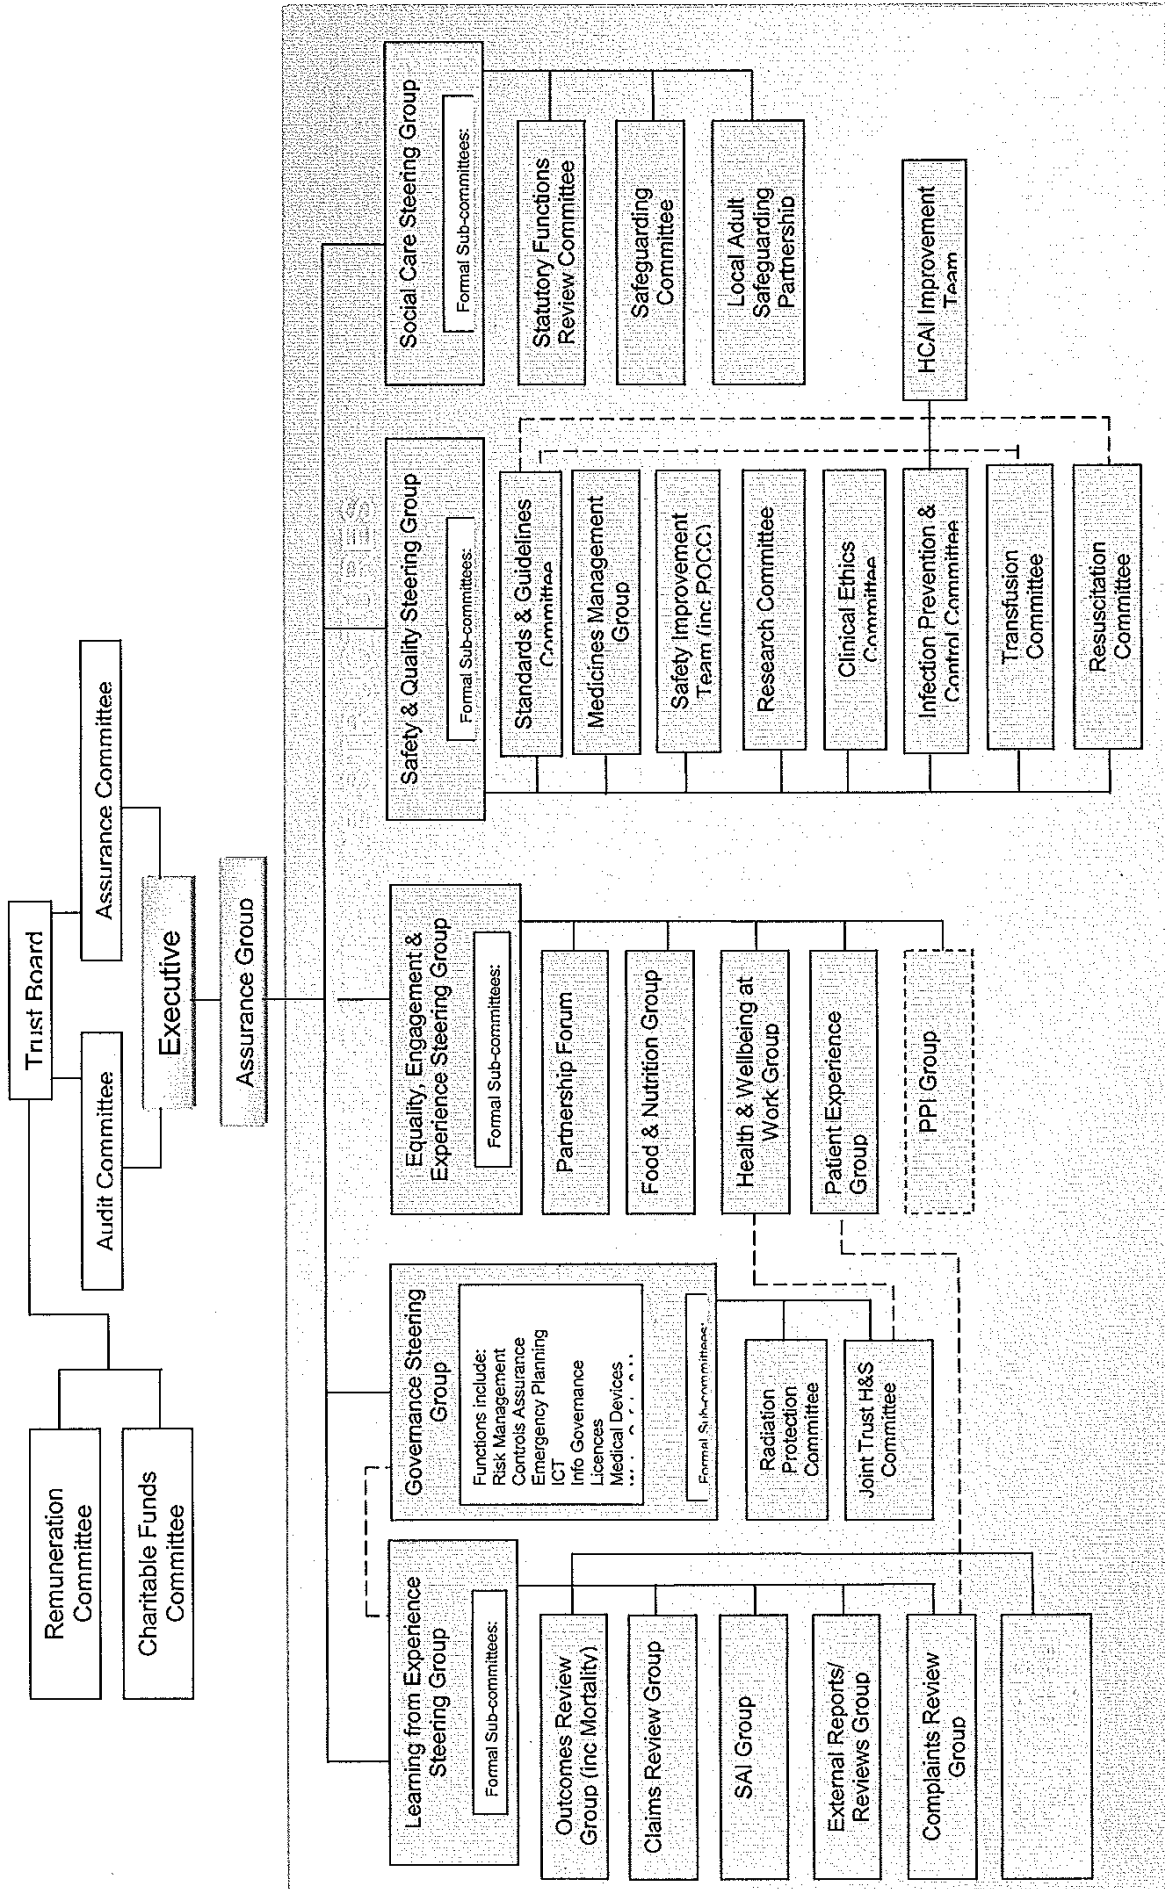 Trust Board
Remuneration
Committee
Charitable Funds
Committee
Audit Committee
Assurance Committee
Executive
Assurance Group
Learning from Experience
Steering Group
Formal Sub-committees:
Outcomes Review
Group (inc Mortality)
Claims Review Group
SAI Group
External Reports/
Reviews Group
Complaints Review
Group
Governance Steering
Group
Functions include:
Risk Management
Controls Assurance
Emergency Planning
ICT
Info Governance
Licences
Medical Devices
Formal Sub-committees:
Radiation
Protection
Committee
Joint Trust H&S
Committee
Equality, Engagement &
Experience Steering Group
Formal Sub-committees:
Partnership Forum
Food & Nutrition Group
Health & Wellbeing at
Work Group
Patient Experience
Group
PPI Group
Safety & Quality Steering Group
Formal Sub-committees:
Standards & Guidelines
Committee
Medicines Management
Group
Safety Improvement
Team (inc POCC)
Research Committee
Clinical Ethics
Committee
Infection Prevention &
Control Committee
Transfusion
Committee
Resuscitation
Committee
HCAI Improvement
Team
Social Care Steering Group
Formal Sub-committees:
Statutory Functions
Review Committee
Safeguarding
Committee
Local Adult
Safeguarding
Partnership